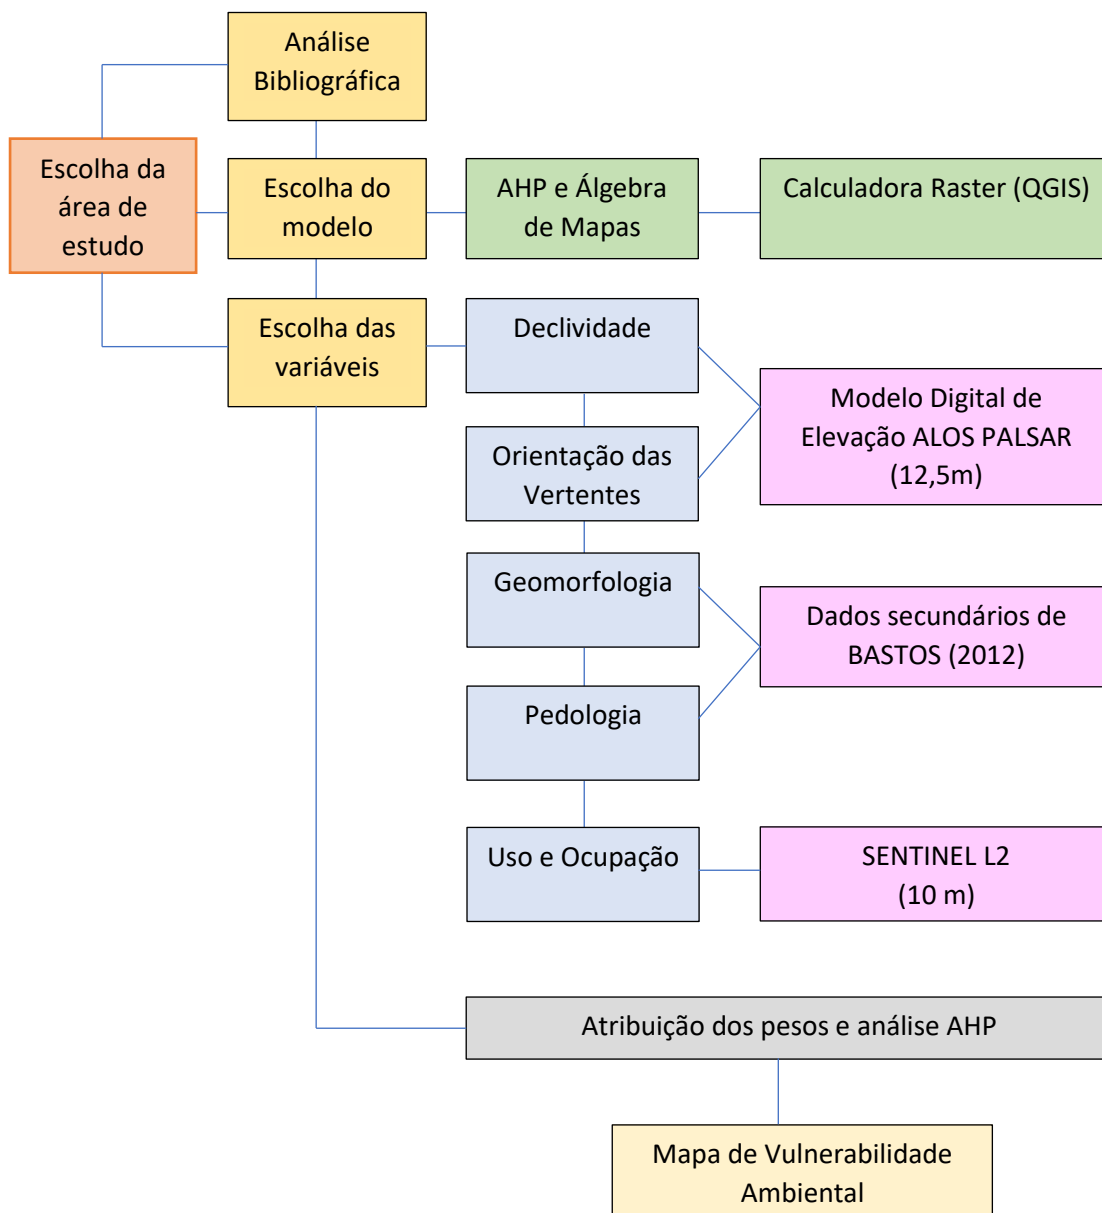 Análise
Bibliográfica
Escolha da
área de
estudo
Escolha do
modelo
AHP e Álgebra
de Mapas
Calculadora Raster (QGIS)
Escolha das
variáveis
Declividade
Modelo Digital de
Elevação ALOS PALSAR
(12,5m)
Orientação das
Vertentes
Geomorfologia
Dados secundários de
BASTOS (2012)
Pedologia
Uso e Ocupação
SENTINEL L2
(10 m)
Atribuição dos pesos e análise AHP
Mapa de Vulnerabilidade
Ambiental